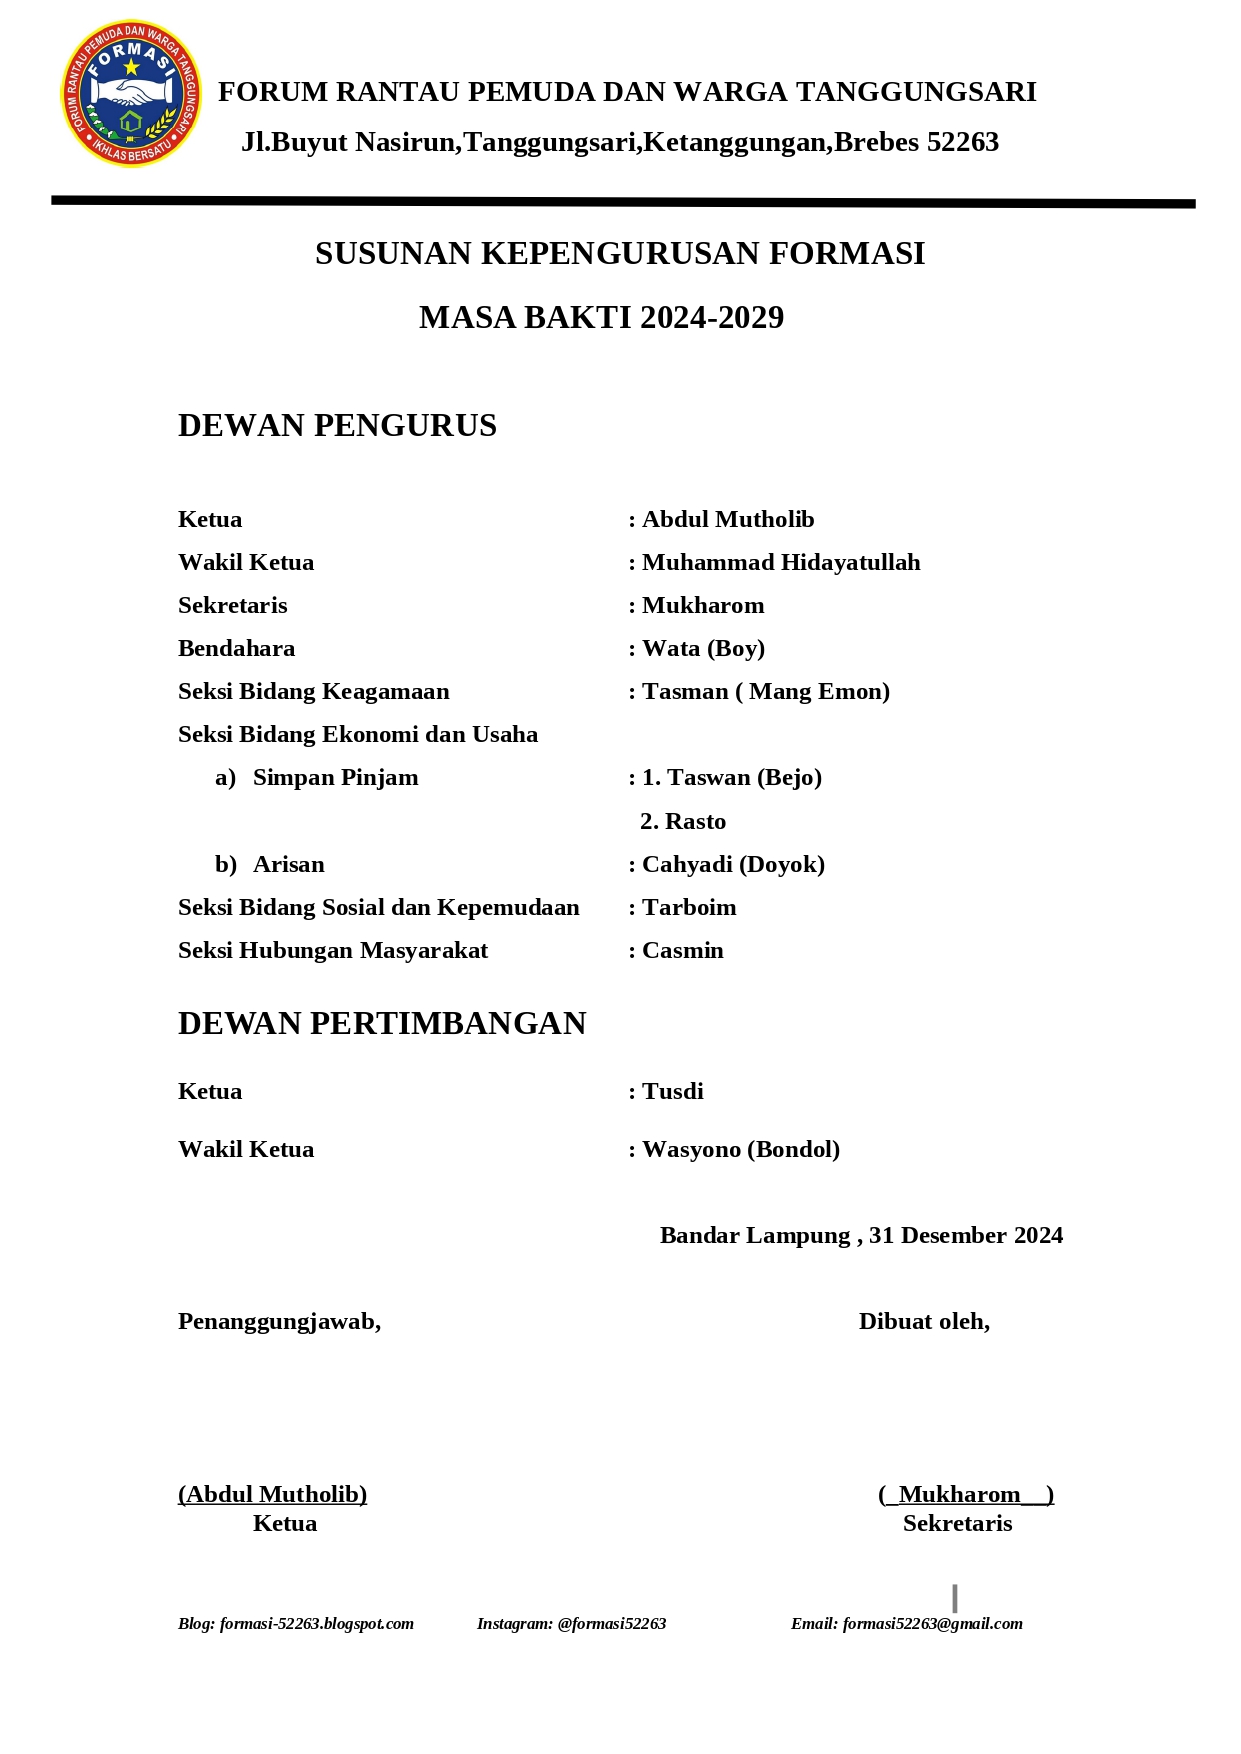 FORUM RANTAU PEMUDA DAN WARGA TANGGUNGSARI
FORMASI
IKHLAS BERSATU
FORUM RANTAU PEMUDA DAN WARGA TANGGUNGSARI
Jl.Buyut Nasirun,Tanggungsari,Ketanggungan,Brebes 52263
SUSUNAN KEPENGURUSAN FORMASI
MASA BAKTI 2024-2029
DEWAN PENGURUS
Ketua : Abdul Mutholib
Wakil Ketua : Muhammad Hidayatullah
Sekretaris : Mukharom
Bendahara : Wata (Boy)
Seksi Bidang Keagamaan : Tasman ( Mang Emon)
Seksi Bidang Ekonomi dan Usaha
a) Simpan Pinjam : 1. Taswan (Bejo)
2. Rasto
b) Arisan : Cahyadi (Doyok)
Seksi Bidang Sosial dan Kepemudaan : Tarboim
Seksi Hubungan Masyarakat : Casmin
DEWAN PERTIMBANGAN
Ketua : Tusdi
Wakil Ketua : Wasyono (Bondol)
Bandar Lampung , 31 Desember 2024
Penanggungjawab, Dibuat oleh,
(Abdul Mutholib) (_Mukharom__)
Ketua Sekretaris
Blog: formasi-52263.blogspot.com Instagram: @formasi52263 Email: formasi52263@gmail.com